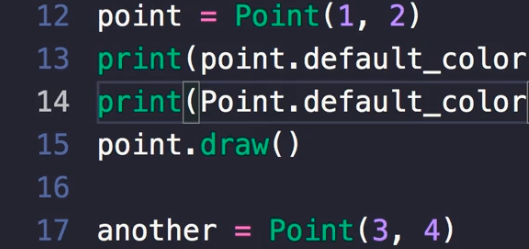 12 point = Point(1, 2)
13 print(point.default_color
14 print(Point.default_color
15 point.draw()
16
17 another = Point(3, 4)